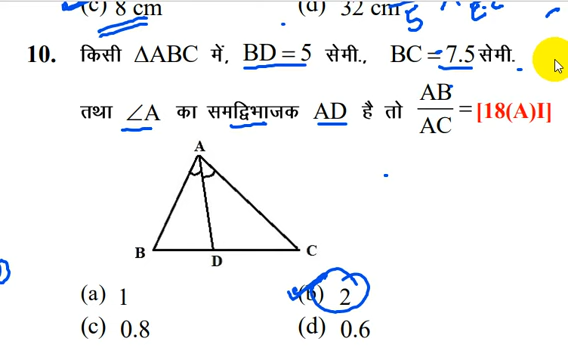 (c) 8 cm (d) 32 cm 5
10. किसी ΔABC में, BD = 5 सेमी., BC = 7.5 सेमी.
तथा ∠A का समद्विभाजक AD है तो AB/AC = [18(A)I]
A
B D C
(a) 1 (b) 2
(c) 0.8 (d) 0.6